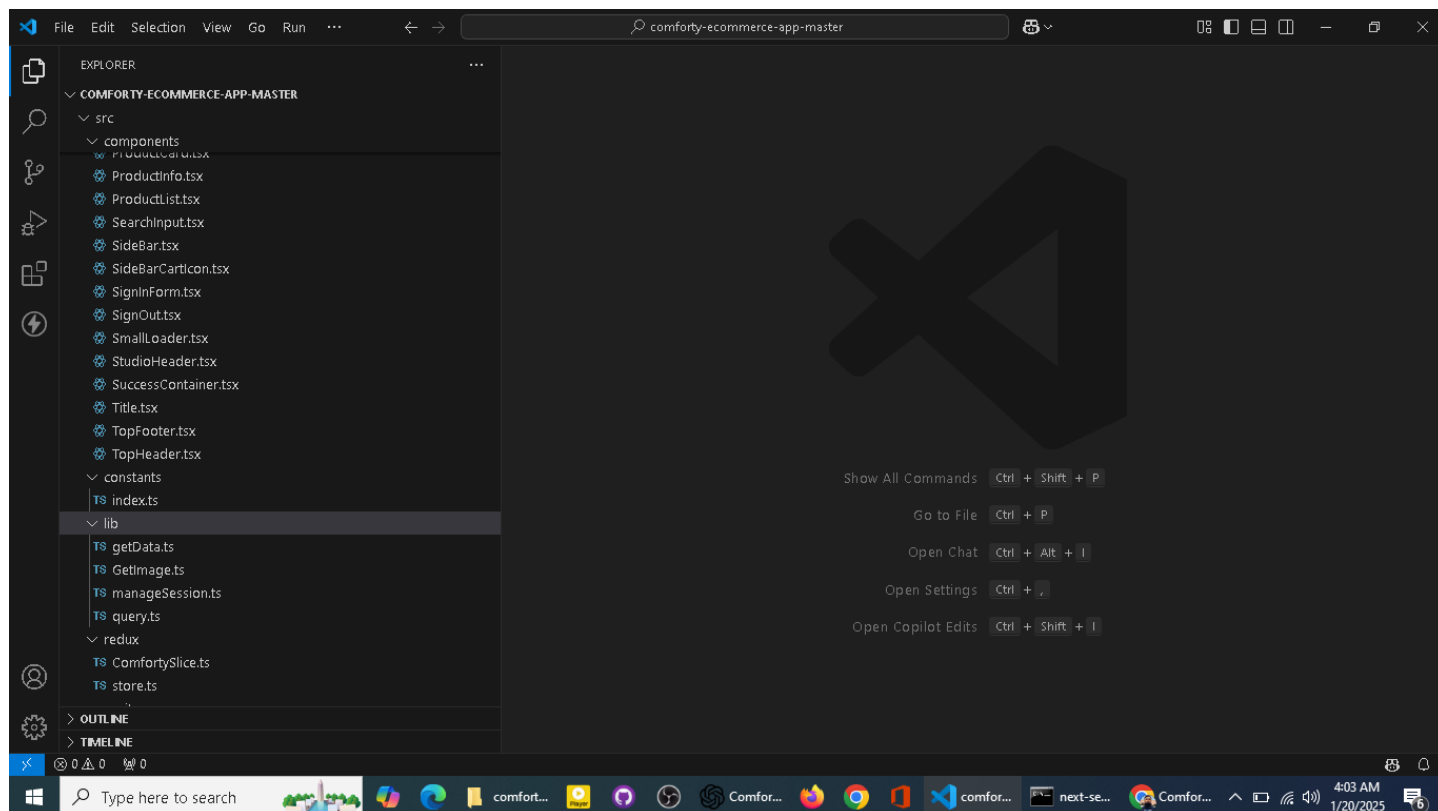 File Edit Selection View Go Run ··· comforty-ecommerce-app-master
EXPLORER ···
COMFORTY-ECOMMERCE-APP-MASTER
src
components
ProductCard.tsx
ProductInfo.tsx
ProductList.tsx
SearchInput.tsx
SideBar.tsx
SideBarCartIcon.tsx
SignInForm.tsx
SignOut.tsx
SmallLoader.tsx
StudioHeader.tsx
SuccessContainer.tsx
Title.tsx
TopFooter.tsx
TopHeader.tsx
constants
TS index.ts
lib
TS getData.ts
TS GetImage.ts
TS manageSession.ts
TS query.ts
redux
TS ComfortySlice.ts
TS store.ts
OUTLINE
TIMELINE
Show All Commands Ctrl + Shift + P
Go to File Ctrl + P
Open Chat Ctrl + Alt + I
Open Settings Ctrl + ,
Open Copilot Edits Ctrl + Shift + I
0 0 0
Type here to search comfort... Player Comfor... comfor... next-se... Comfor... 4:03 AM
1/20/2025 6